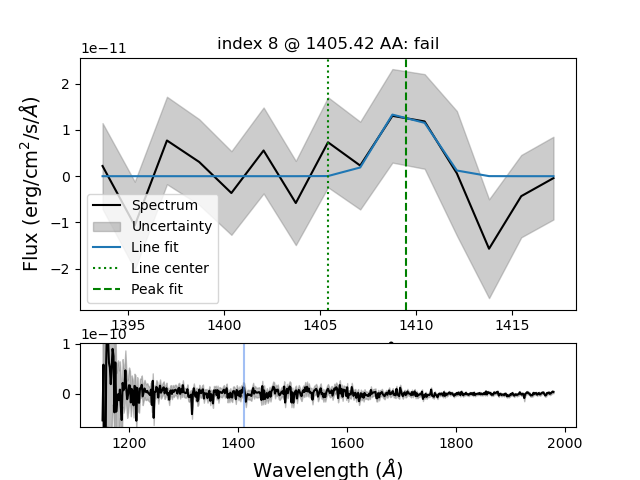 index 8 @ 1405.42 AA: fail
1e−11
2
1
0
−1
−2
Flux (erg/cm²/s/Å)
Spectrum
Uncertainty
Line fit
Line center
Peak fit
1395 1400 1405 1410 1415
1e−10
1
0
1200 1400 1600 1800 2000
Wavelength (Å)